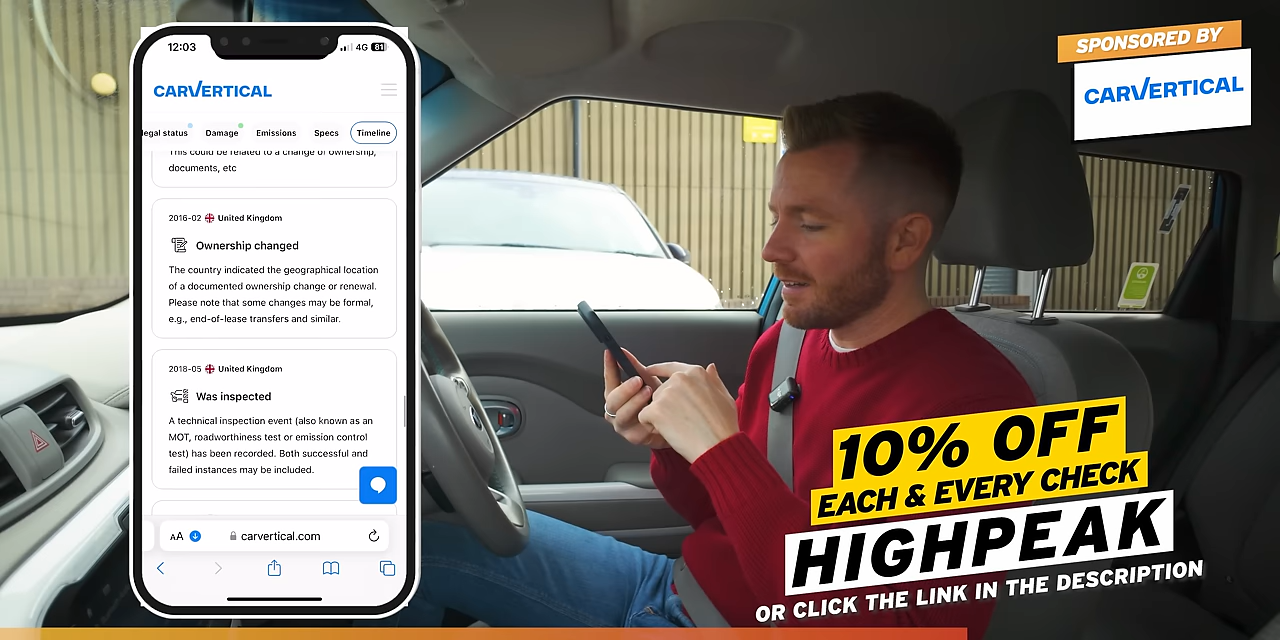 12:03
4G 81
CARVERTICAL
legal status Damage Emissions Specs Timeline
This could be related to a change of ownership,
documents, etc
2016-02 United Kingdom
Ownership changed
The country indicated the geographical location
of a documented ownership change or renewal.
Please note that some changes may be formal,
e.g., end-of-lease transfers and similar.
2018-05 United Kingdom
Was inspected
A technical inspection event (also known as an
MOT, roadworthiness test or emission control
test) has been recorded. Both successful and
failed instances may be included.
AA carvertical.com
SPONSORED BY
CARVERTICAL
10% OFF
EACH & EVERY CHECK
HIGHPEAK
OR CLICK THE LINK IN THE DESCRIPTION